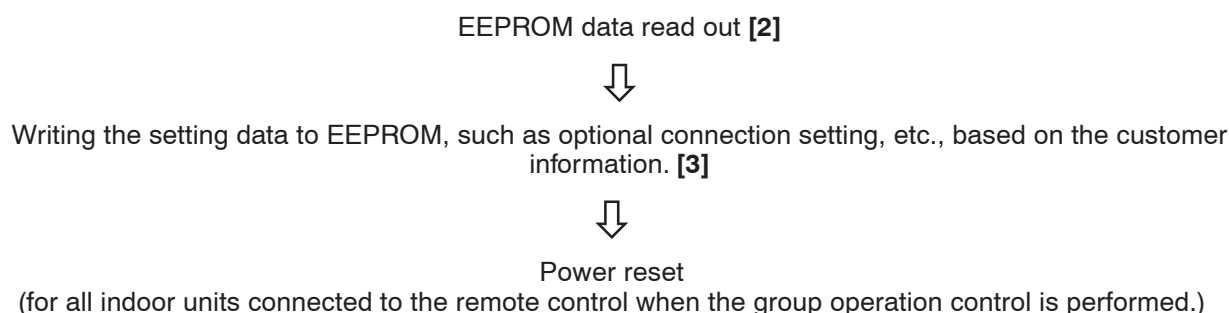 EEPROM data read out [2]
Writing the setting data to EEPROM, such as optional connection setting, etc., based on the customer
information. [3]
Power reset
(for all indoor units connected to the remote control when the group operation control is performed.)